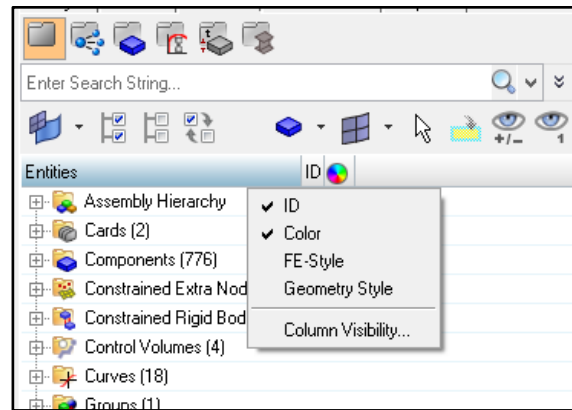 Enter Search String...
+/-
1
Entities ID
Assembly Hierarchy
Cards (2)
Components (776)
Constrained Extra Nod
Constrained Rigid Bod
Control Volumes (4)
Curves (18)
Groups (1)
ID
Color
FE-Style
Geometry Style
Column Visibility...